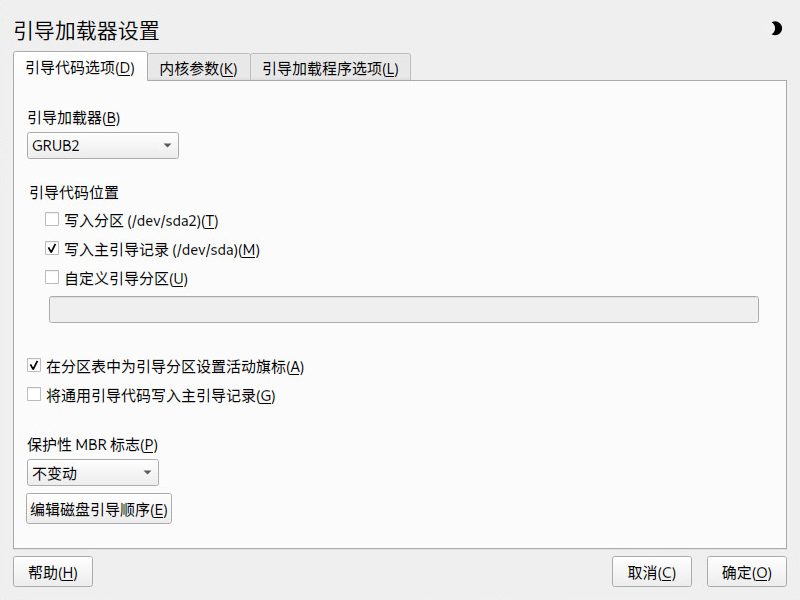 引导加载器设置
引导代码选项(D)
内核参数(K)
引导加载程序选项(L)
引导加载器(B)
GRUB2
引导代码位置
写入分区 (/dev/sda2)(T)
写入主引导记录 (/dev/sda)(M)
自定义引导分区(U)
在分区表中为引导分区设置活动旗标(A)
将通用引导代码写入主引导记录(G)
保护性 MBR 标志(P)
不变动
编辑磁盘引导顺序(E)
帮助(H)
取消(C)
确定(O)